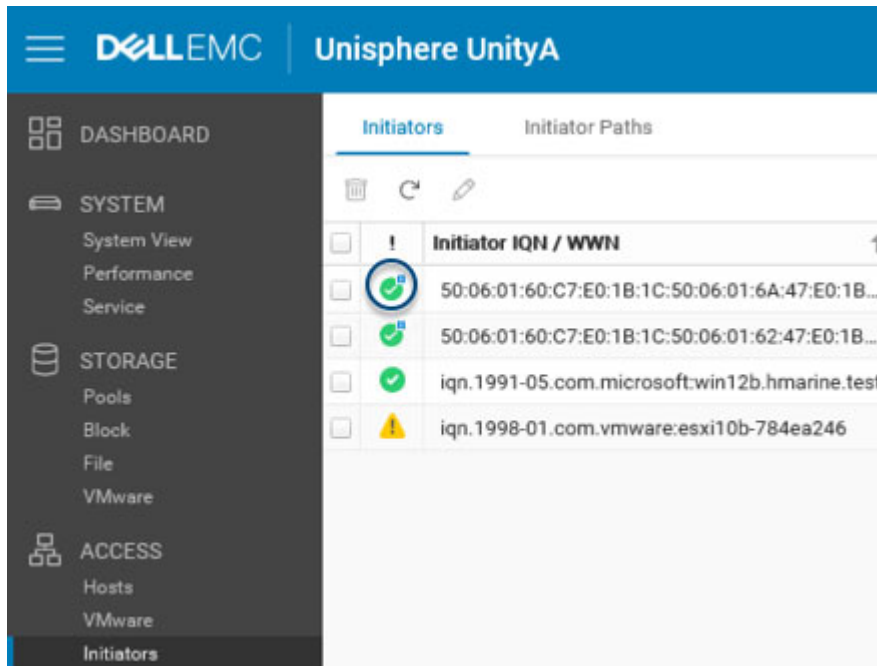 DELLEMC Unisphere UnityA
DASHBOARD
SYSTEM
System View
Performance
Service
STORAGE
Pools
Block
File
VMware
ACCESS
Hosts
VMware
Initiators
Initiators Initiator Paths
! Initiator IQN / WWN
50:06:01:60:C7:E0:1B:1C:50:06:01:6A:47:E0:1B...
50:06:01:60:C7:E0:1B:1C:50:06:01:62:47:E0:1B...
iqn.1991-05.com.microsoft:win12b.hmarine.test
iqn.1998-01.com.vmware:esxi10b-784ea246